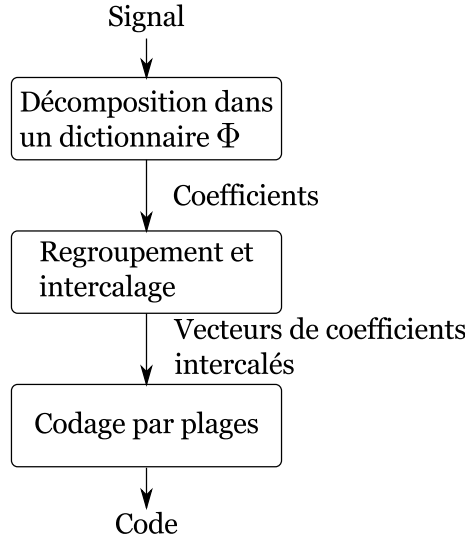 Signal
Décomposition dans
un dictionnaire Φ
Coefficients
Regroupement et
intercalage
Vecteurs de coefficients
intercalés
Codage par plages
Code